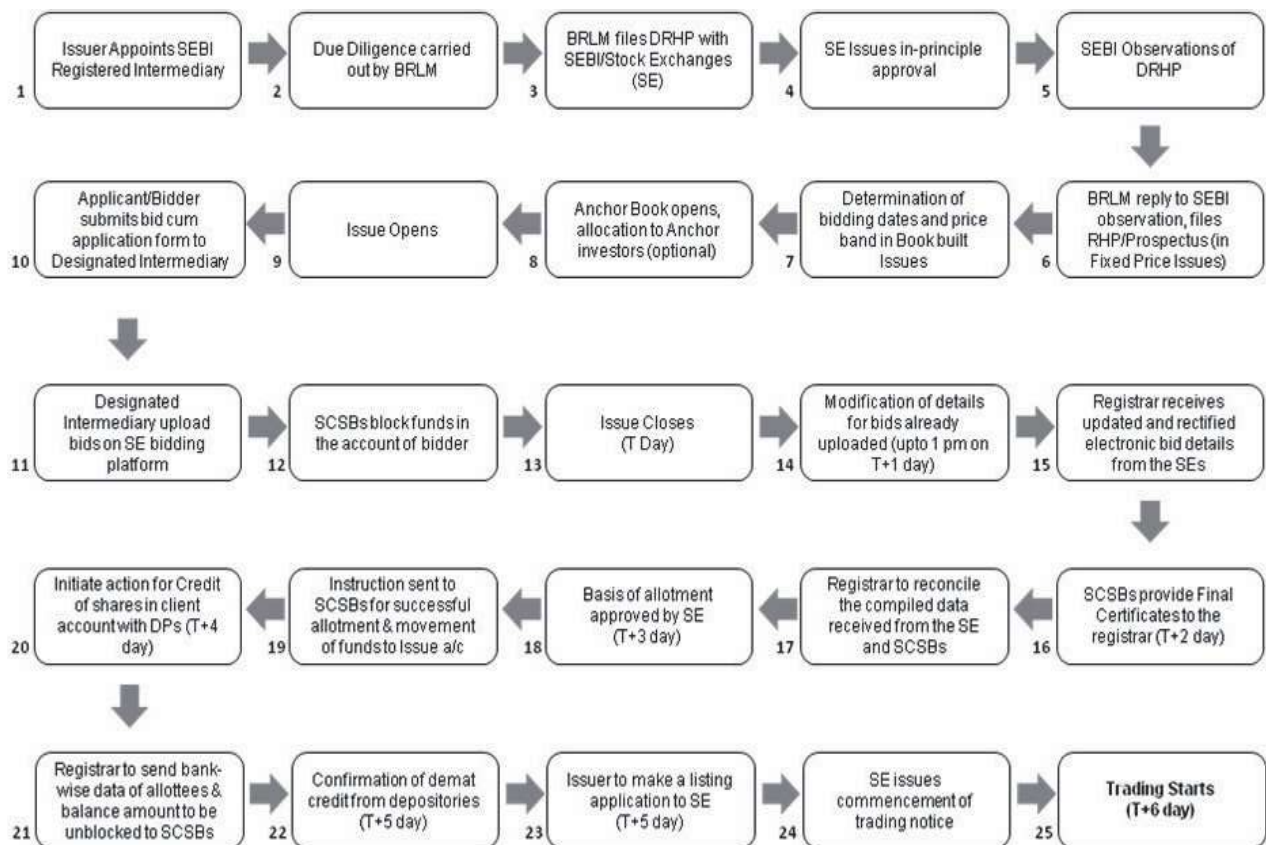 Issuer Appoints SEBI
Registered Intermediary
1
Due Diligence carried
out by BRLM
2
BRLM files DRHP with
SEBI/Stock Exchanges
(SE)
3
SE Issues in-principle
approval
4
SEBI Observations of
DRHP
5
BRLM reply to SEBI
observation, files
RHP/Prospectus (in
Fixed Price Issues)
6
Determination of
bidding dates and price
band in Book built
Issues
7
Anchor Book opens,
allocation to Anchor
investors (optional)
8
Issue Opens
9
Applicant/Bidder
submits bid cum
application form to
Designated Intermediary
10
Designated
Intermediary upload
bids on SE bidding
platform
11
SCSBs block funds in
the account of bidder
12
Issue Closes
(T Day)
13
Modification of details
for bids already
uploaded (upto 1 pm on
T+1 day)
14
Registrar receives
updated and rectified
electronic bid details
from the SEs
15
SCSBs provide Final
Certificates to the
registrar (T+2 day)
16
Registrar to reconcile
the compiled data
received from the SE
and SCSBs
17
Basis of allotment
approved by SE
(T+3 day)
18
Instruction sent to
SCSBs for successful
allotment & movement
of funds to Issue a/c
19
Initiate action for Credit
of shares in client
account with DPs (T+4
day)
20
Registrar to send bank-
wise data of allottees &
balance amount to be
unblocked to SCSBs
21
Confirmation of demat
credit from depositories
(T+5 day)
22
Issuer to make a listing
application to SE
(T+5 day)
23
SE issues
commencement of
trading notice
24
Trading Starts
(T+6 day)
25